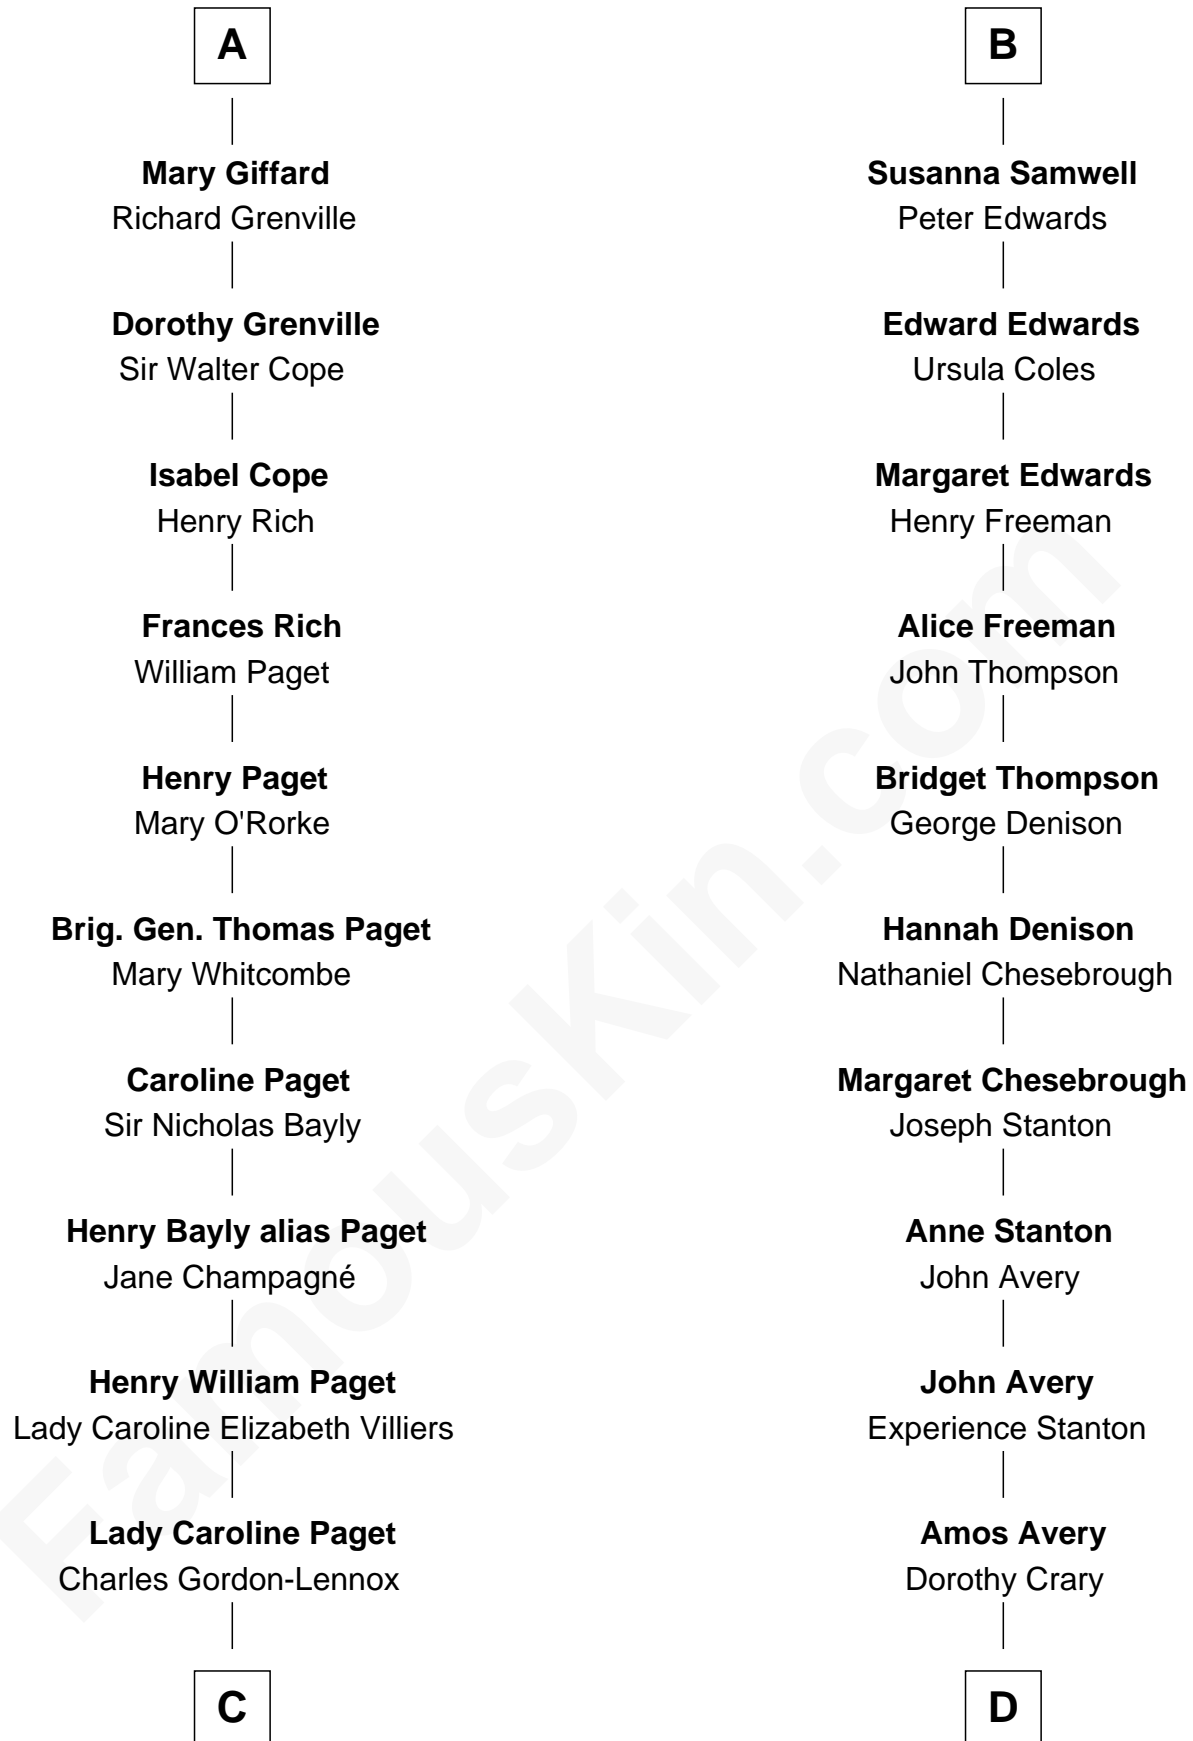 A
Mary Giffard
Richard Grenville
Dorothy Grenville
Sir Walter Cope
Isabel Cope
Henry Rich
Frances Rich
William Paget
Henry Paget
Mary O'Rorke
Brig. Gen. Thomas Paget
Mary Whitcombe
Caroline Paget
Sir Nicholas Bayly
Henry Bayly alias Paget
Jane Champagné
Henry William Paget
Lady Caroline Elizabeth Villiers
Lady Caroline Paget
Charles Gordon-Lennox
C
B
Susanna Samwell
Peter Edwards
Edward Edwards
Ursula Coles
Margaret Edwards
Henry Freeman
Alice Freeman
John Thompson
Bridget Thompson
George Denison
Hannah Denison
Nathaniel Chesebrough
Margaret Chesebrough
Joseph Stanton
Anne Stanton
John Avery
John Avery
Experience Stanton
Amos Avery
Dorothy Crary
D
FamousKin.com